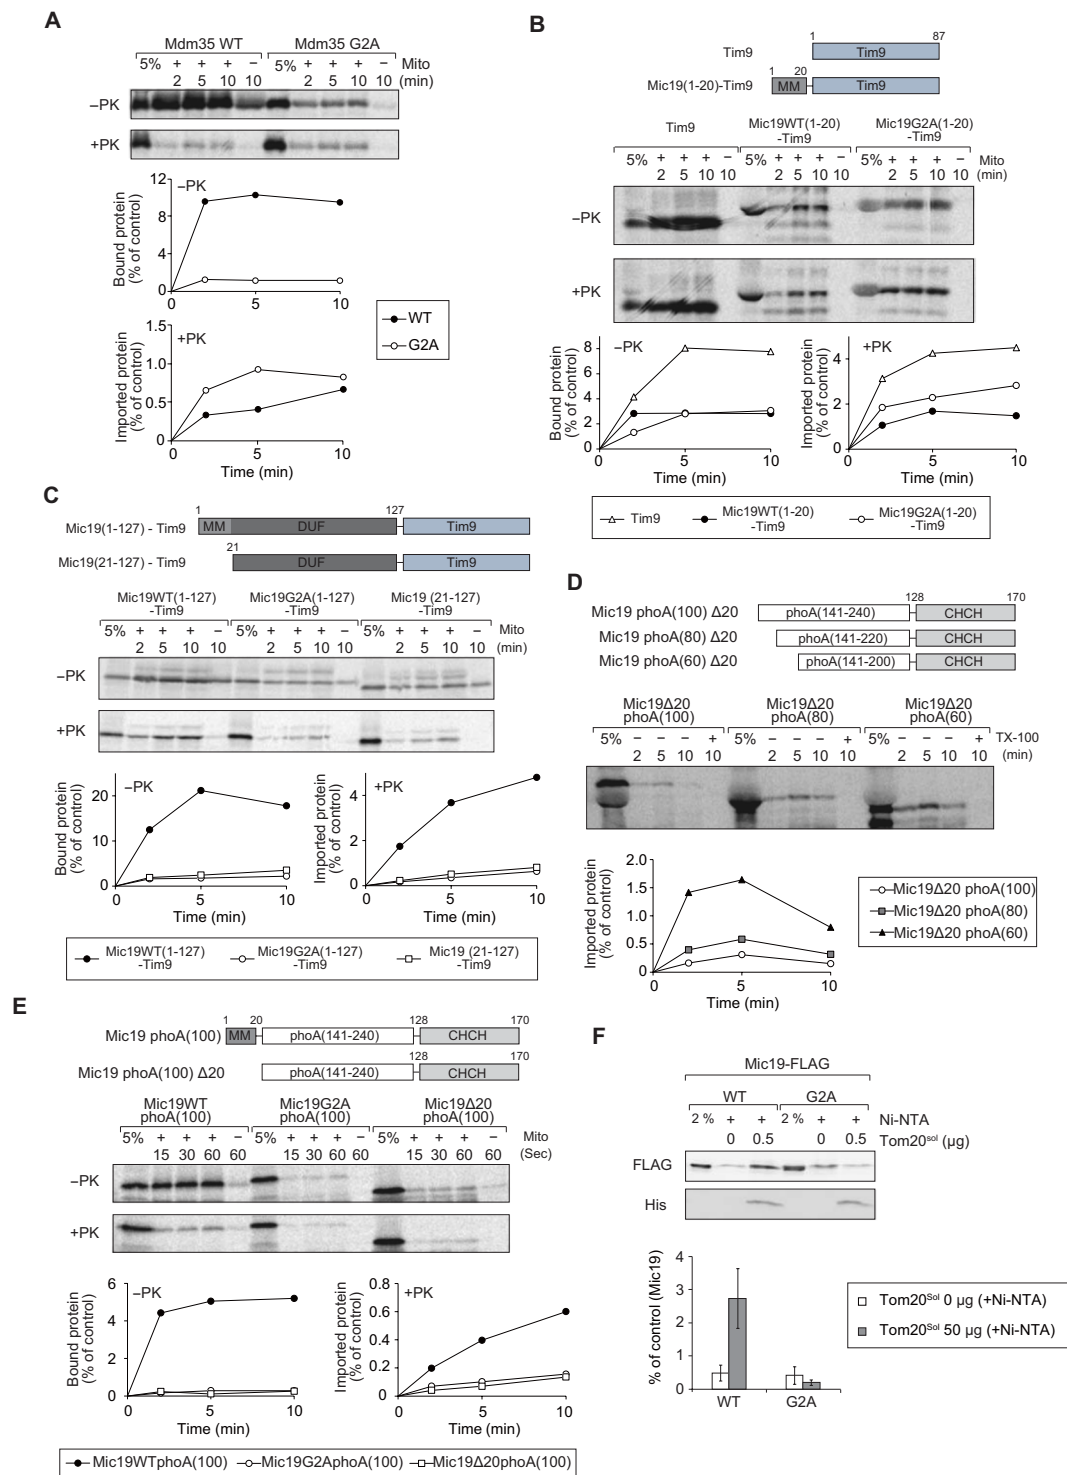 A
Mdm35 WT Mdm35 G2A
5% + + + − 5% + + + − Mito
2 5 10 10 2 5 10 10 (min)
−PK
+PK
−PK
Bound protein (% of control)
12
8
4
0
0 5 10
WT
G2A
+PK
Imported protein (% of control)
1.5
1.0
0.5
0
0 5 10
Time (min)
B
1 87
Tim9 Tim9
1 20
Mic19(1-20)-Tim9 MM Tim9
Tim9 Mic19WT(1-20) -Tim9 Mic19G2A(1-20) -Tim9
5% + + + 5% + + + − 5% + + + − Mito
2 5 10 2 5 10 10 2 5 10 10 (min)
−PK
+PK
−PK
Bound protein (% of control)
8
6
4
2
0
0 5 10
+PK
Imported protein (% of control)
4
2
0
0 5 10
Time (min)
Tim9 Mic19WT(1-20) -Tim9 Mic19G2A(1-20) -Tim9
C
1 127
Mic19(1-127) - Tim9 MM DUF Tim9
21
Mic19(21-127) - Tim9 DUF Tim9
Mic19WT(1-127) -Tim9 Mic19G2A(1-127) -Tim9 Mic19 (21-127) -Tim9
5% + + + − 5% + + + − 5% + + + − Mito
2 5 10 10 2 5 10 10 2 5 10 10 (min)
−PK
+PK
−PK
Bound protein (% of control)
20
10
0
0 5 10
Time (min)
+PK
Imported protein (% of control)
4
2
0
0 5 10
Time (min)
Mic19WT(1-127) -Tim9 Mic19G2A(1-127) -Tim9 Mic19 (21-127) -Tim9
D
128 170
Mic19 phoA(100) Δ20 phoA(141-240) CHCH
Mic19 phoA(80) Δ20 phoA(141-220) CHCH
Mic19 phoA(60) Δ20 phoA(141-200) CHCH
Mic19Δ20 phoA(100) Mic19Δ20 phoA(80) Mic19Δ20 phoA(60)
5% − − − + 5% − − − + 5% − − − + TX-100
2 5 10 10 2 5 10 10 2 5 10 10 (min)
Imported protein (% of control)
2.0
1.5
1.0
0.5
0
0 5 10
Time (min)
Mic19Δ20 phoA(100)
Mic19Δ20 phoA(80)
Mic19Δ20 phoA(60)
E
1 20 128 170
Mic19 phoA(100) MM phoA(141-240) CHCH
128 170
Mic19 phoA(100) Δ20 phoA(141-240) CHCH
Mic19WT phoA(100) Mic19G2A phoA(100) Mic19Δ20 phoA(100)
5% + + + − 5% + + + − 5% + + + − Mito
15 30 60 60 15 30 60 60 15 30 60 60 (Sec)
−PK
+PK
−PK
Bound protein (% of control)
6
4
2
0
0 5 10
Time (min)
+PK
Imported protein (% of control)
0.8
0.6
0.4
0.2
0
0 5 10
Time (min)
Mic19WTphoA(100) Mic19G2AphoA(100) Mic19Δ20phoA(100)
F
Mic19-FLAG
WT G2A
2 % + + 2 % + + Ni-NTA
0 0.5 0 0.5 Tom20sol (μg)
FLAG
His
% of control (Mic19)
4
3
2
1
0
WT G2A
Tom20Sol 0 μg (+Ni-NTA)
Tom20Sol 50 μg (+Ni-NTA)